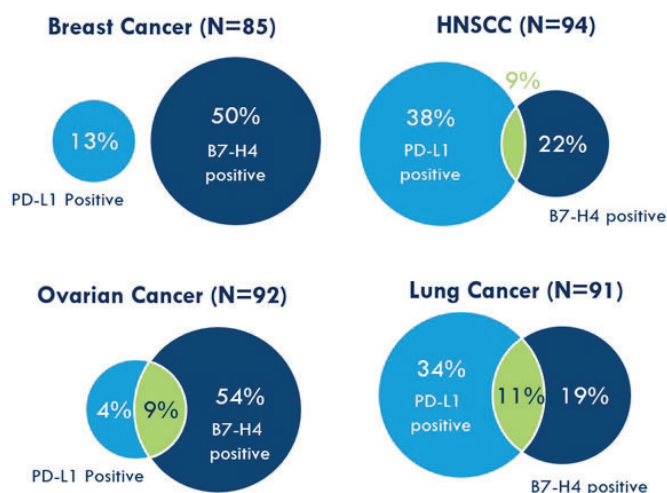 Breast Cancer (N=85)
13%
PD-L1 Positive
50%
B7-H4
positive
HNSCC (N=94)
9%
38%
PD-L1
positive
22%
B7-H4 positive
Ovarian Cancer (N=92)
4%
9%
54%
B7-H4
positive
PD-L1 Positive
Lung Cancer (N=91)
34%
PD-L1
positive
11%
19%
B7-H4 positive